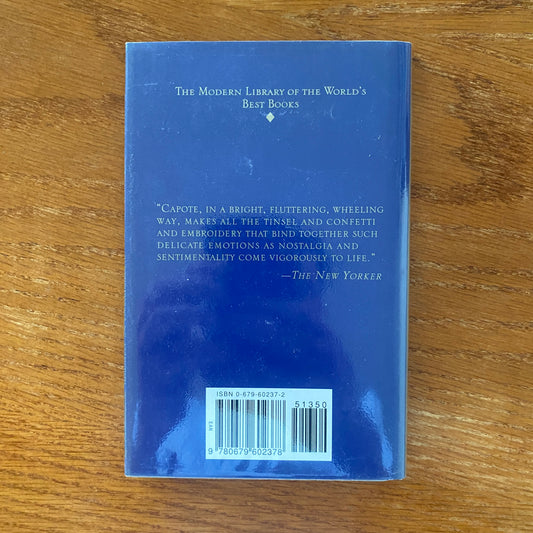 The Modern Library of the World's
Best Books
"Capote, in a bright, fluttering, wheeling
way, makes all the tinsel and confetti
and embroidery that bind together such
delicate emotions as nostalgia and
sentimentality come vigorously to life."
—The New Yorker
ISBN 0-679-60237-2
51350
EAN
9 780679 602378